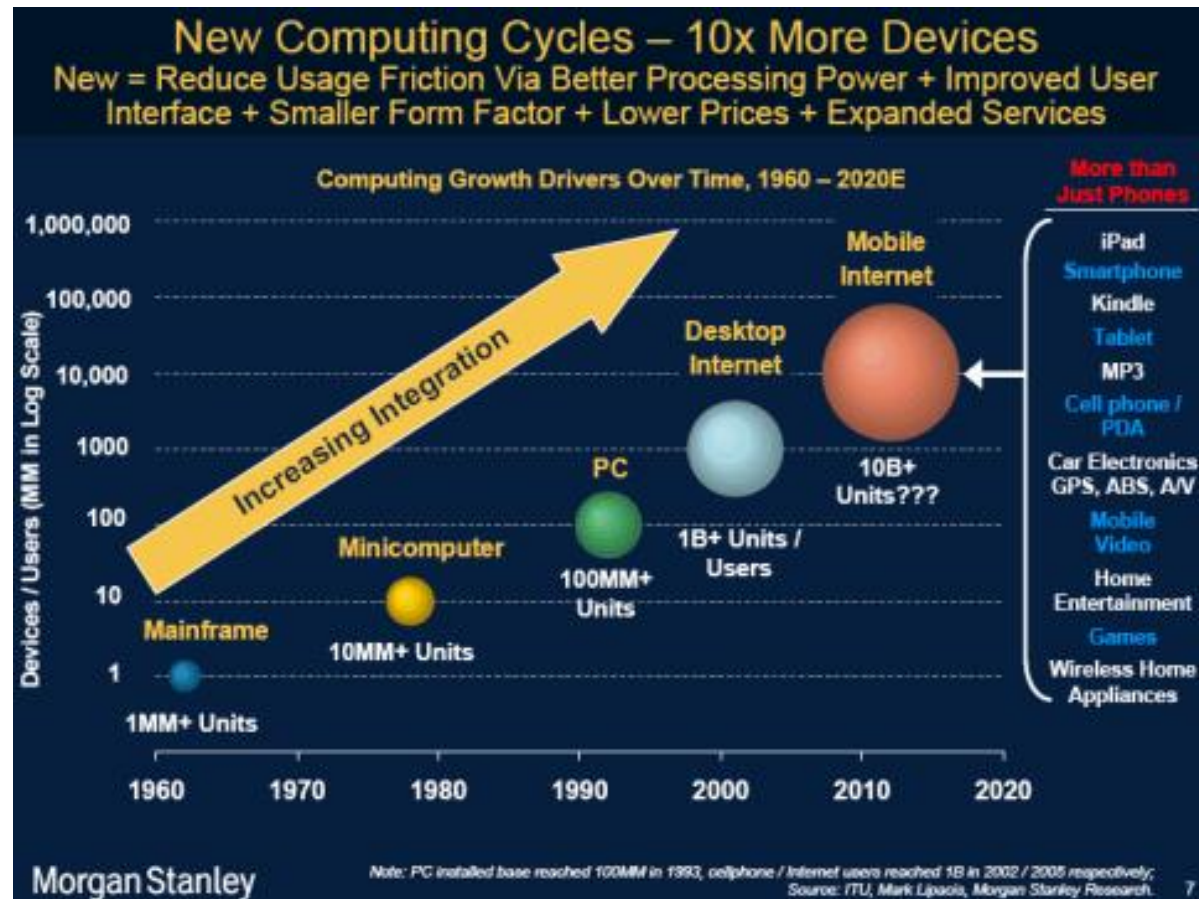 New Computing Cycles – 10x More Devices
New = Reduce Usage Friction Via Better Processing Power + Improved User
Interface + Smaller Form Factor + Lower Prices + Expanded Services
Computing Growth Drivers Over Time, 1960 – 2020E
More than
Just Phones
Devices / Users (MM in Log Scale)
1,000,000
100,000
10,000
1000
100
10
1
Increasing Integration
Mainframe
1MM+ Units
Minicomputer
10MM+ Units
PC
100MM+
Units
Desktop
Internet
1B+ Units /
Users
Mobile
Internet
10B+
Units???
iPad
Smartphone
Kindle
Tablet
MP3
Cell phone /
PDA
Car Electronics
GPS, ABS, A/V
Mobile
Video
Home
Entertainment
Games
Wireless Home
Appliances
1960
1970
1980
1990
2000
2010
2020
Morgan Stanley
Note: PC installed base reached 100MM in 1993, cellphone / Internet users reached 1B in 2002 / 2005 respectively;
Source: ITU, Mark Lipacis, Morgan Stanley Research.
7